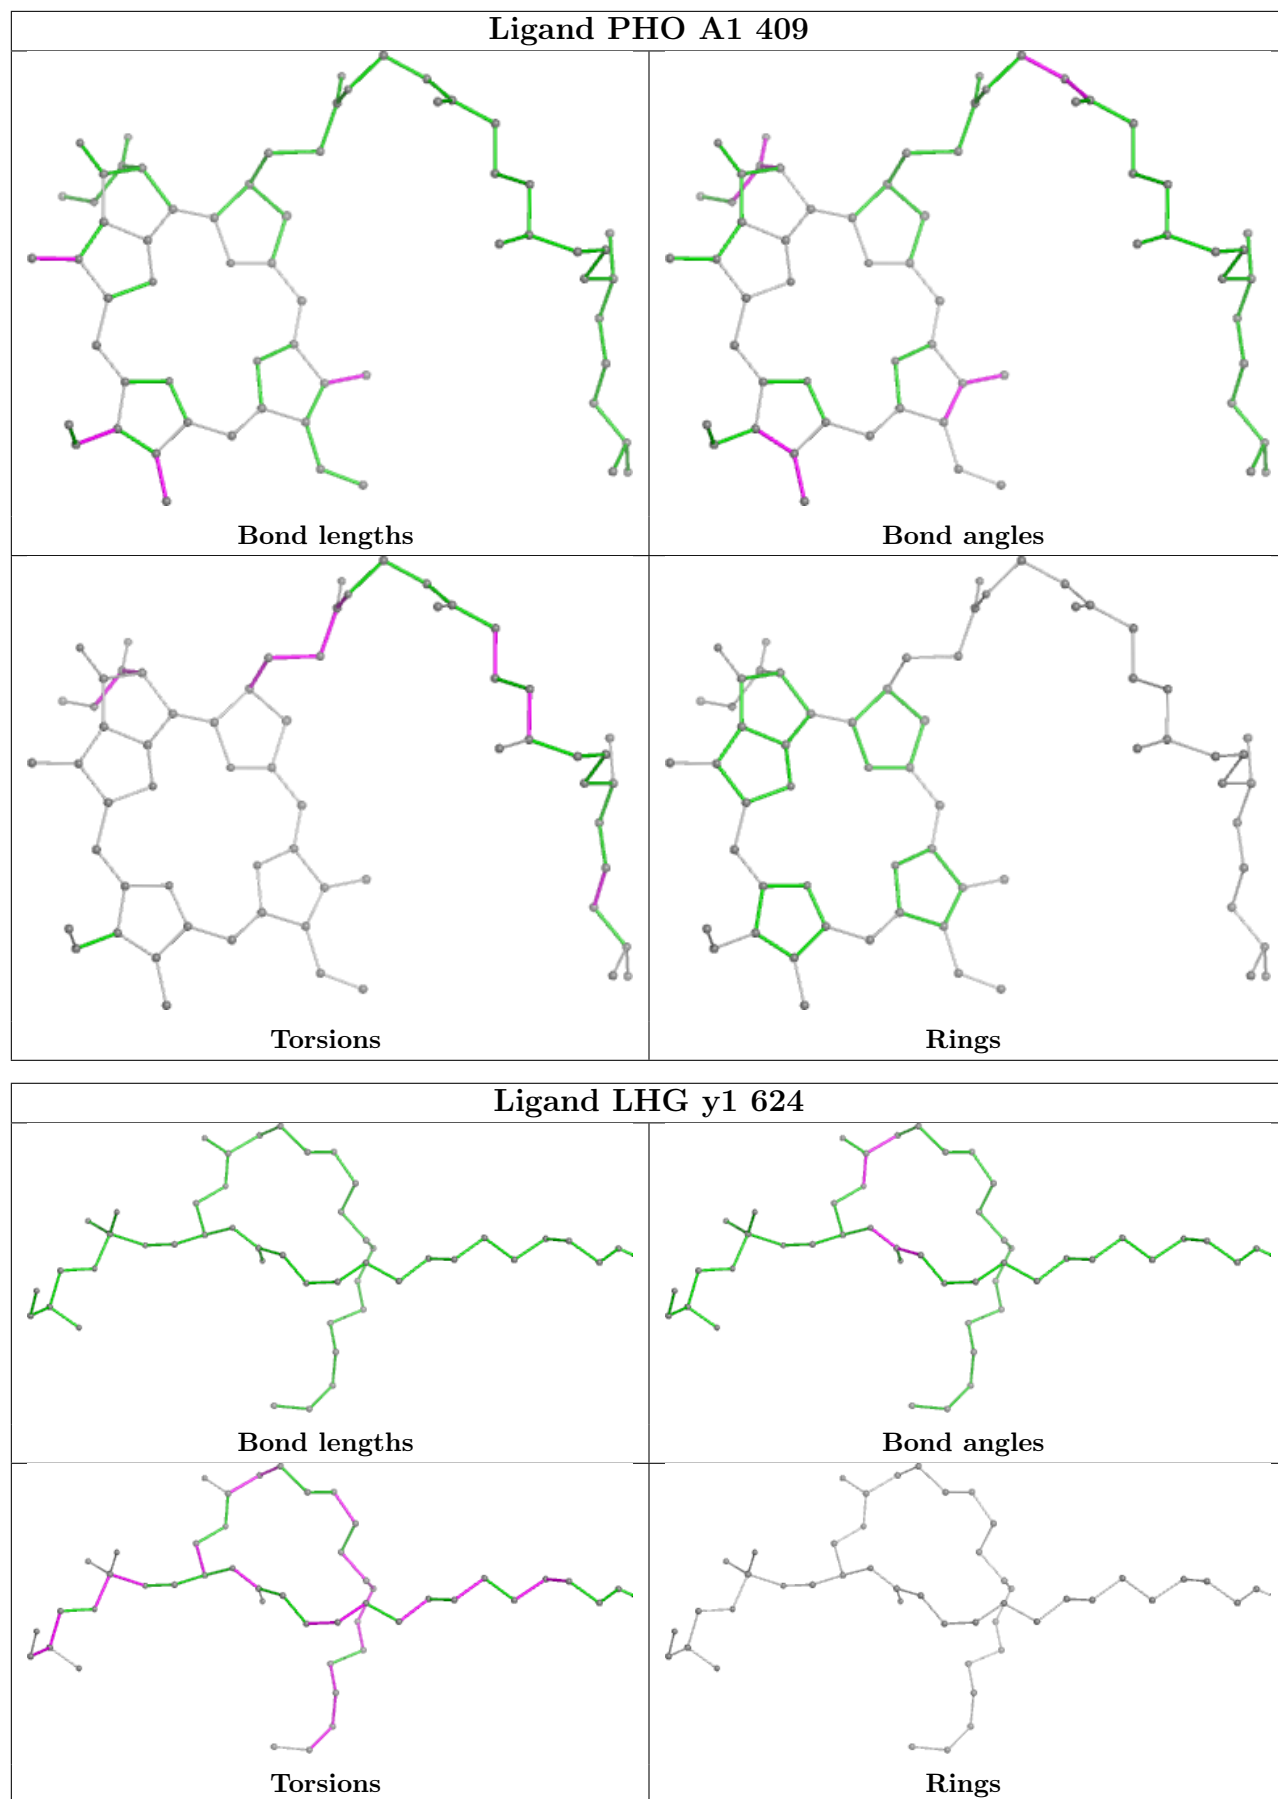 Ligand PHO A1 409
Bond lengths
Bond angles
Torsions
Rings
Ligand LHG y1 624
Bond lengths
Bond angles
Torsions
Rings